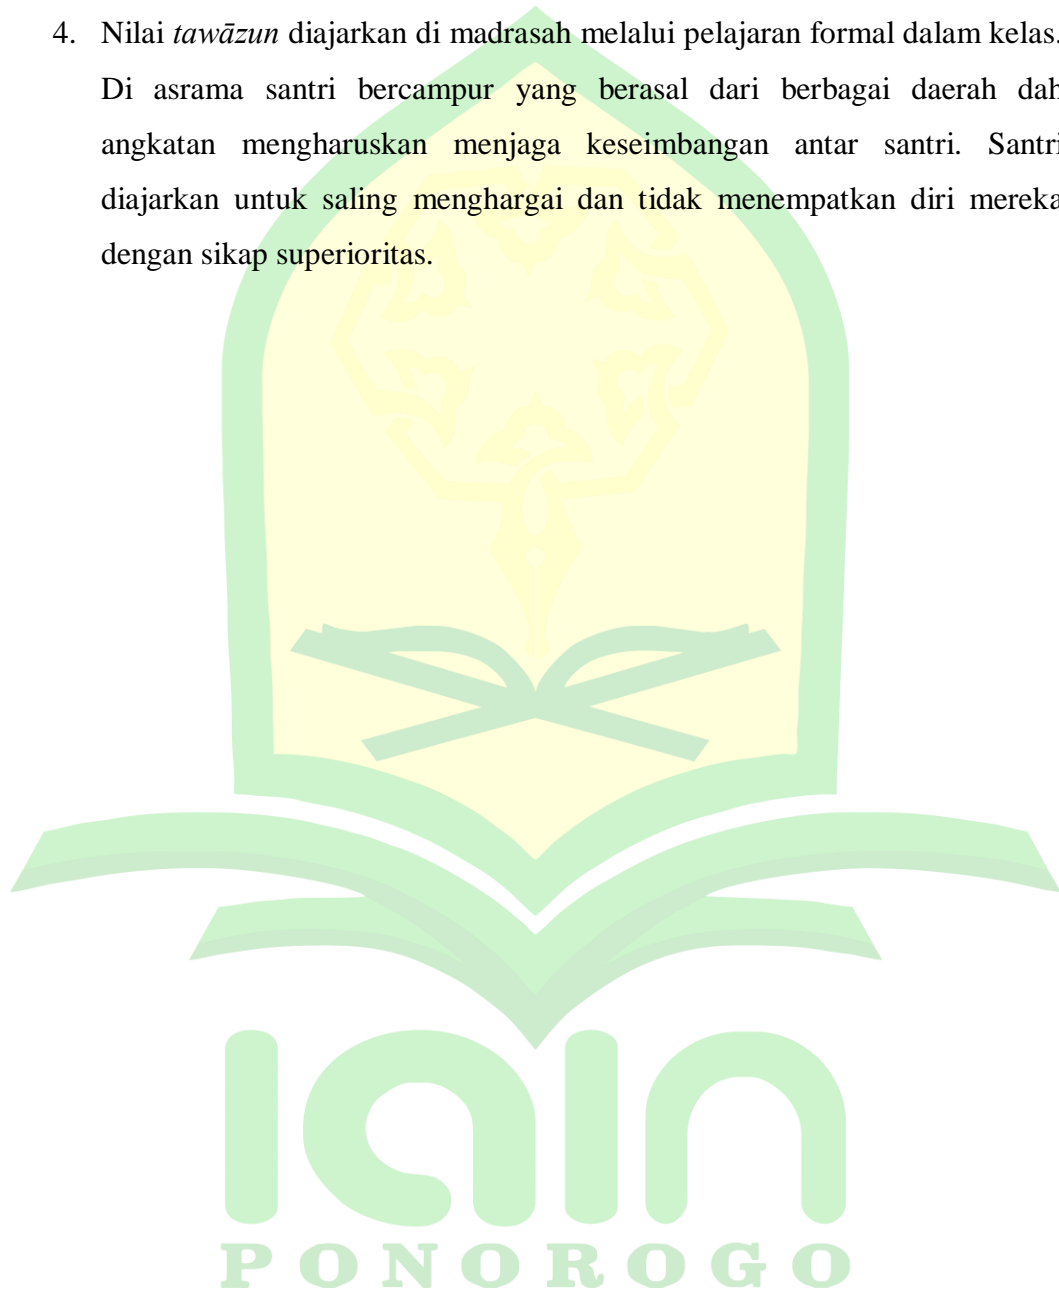 4. Nilai tawāzun diajarkan di madrasah melalui pelajaran formal dalam kelas.
Di asrama santri bercampur yang berasal dari berbagai daerah dah
angkatan mengharuskan menjaga keseimbangan antar santri. Santri
diajarkan untuk saling menghargai dan tidak menempatkan diri mereka
dengan sikap superioritas.
iain
PONOROGO